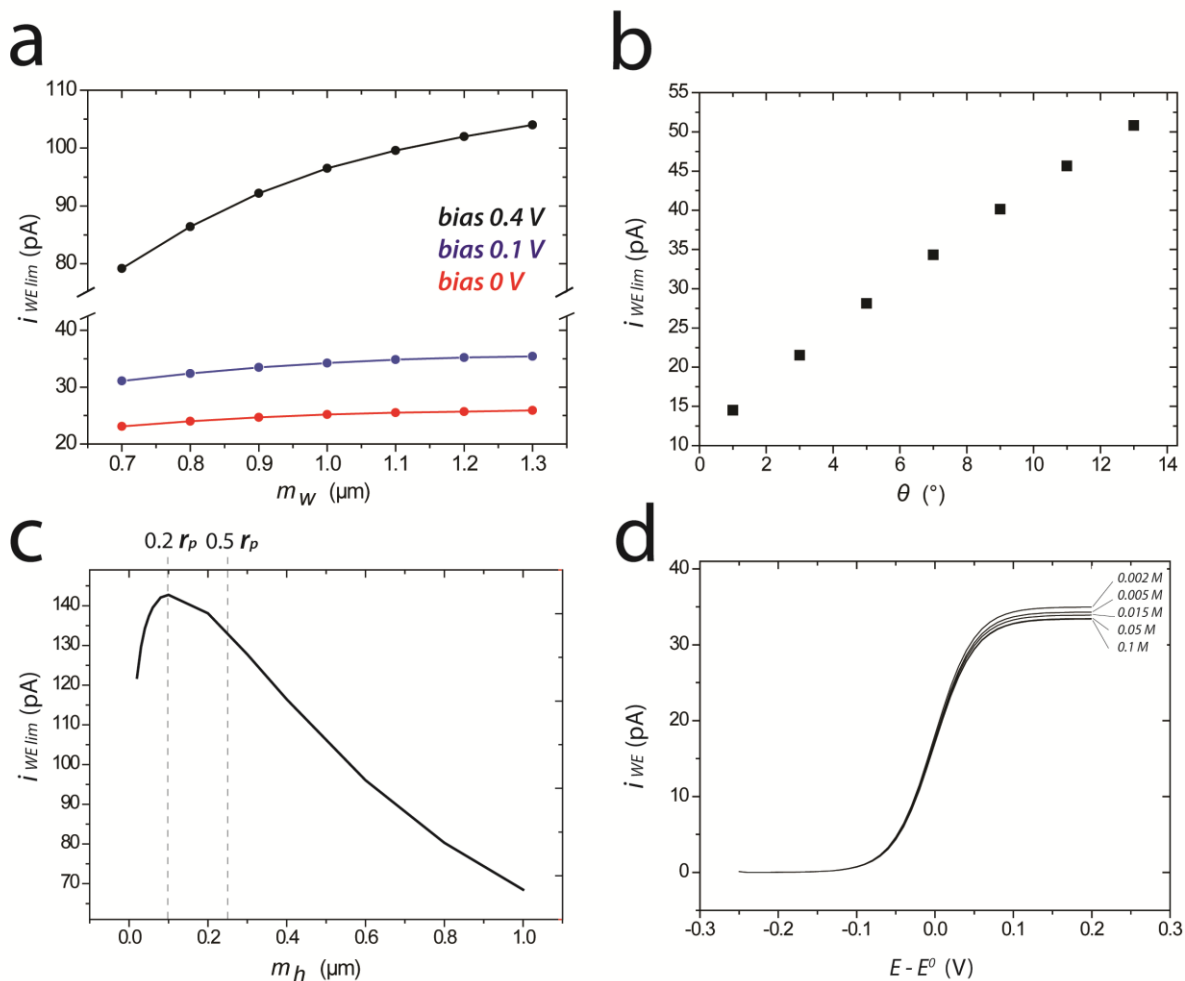 a
110
100
90
80
40
30
20
i WE lim (pA)
bias 0.4 V
bias 0.1 V
bias 0 V
0.7 0.8 0.9 1.0 1.1 1.2 1.3
m w (µm)
b
55
50
45
40
35
30
25
20
15
10
i WE lim (pA)
0 2 4 6 8 10 12 14
θ (°)
c
0.2 rp 0.5 rp
140
130
120
110
100
90
80
70
i WE lim (pA)
0.0 0.2 0.4 0.6 0.8 1.0
m h (µm)
d
40
30
20
10
0
i WE (pA)
0.002 M
0.005 M
0.015 M
0.05 M
0.1 M
-0.3 -0.2 -0.1 0.0 0.1 0.2 0.3
E - E⁰ (V)